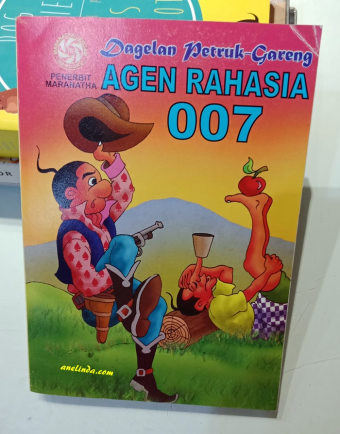 Dagelan Petruk-Gareng
PENERBIT
MARANATHA
AGEN RAHASIA
007
anelinda.com